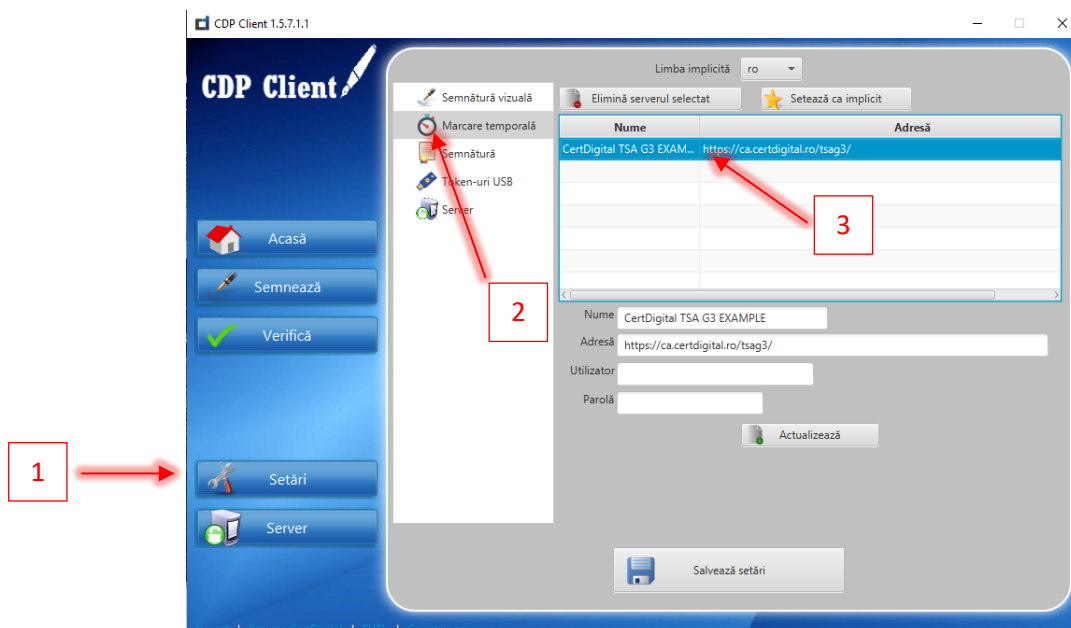 CDP Client 1.5.7.1.1
CDP Client
Limba implicită ro
Semnătură vizuală
Marcare temporală
Semnătură
Token-uri USB
Server
Elimină serverul selectat
Setează ca implicit
Nume Adresă
CertDigital TSA G3 EXAM... https://ca.certdigital.ro/tsag3/
3
2
Nume CertDigital TSA G3 EXAMPLE
Adresă https://ca.certdigital.ro/tsag3/
Utilizator
Parolă
Actualizează
Acasă
Semnează
Verifică
1
Setări
Server
Salvează setări